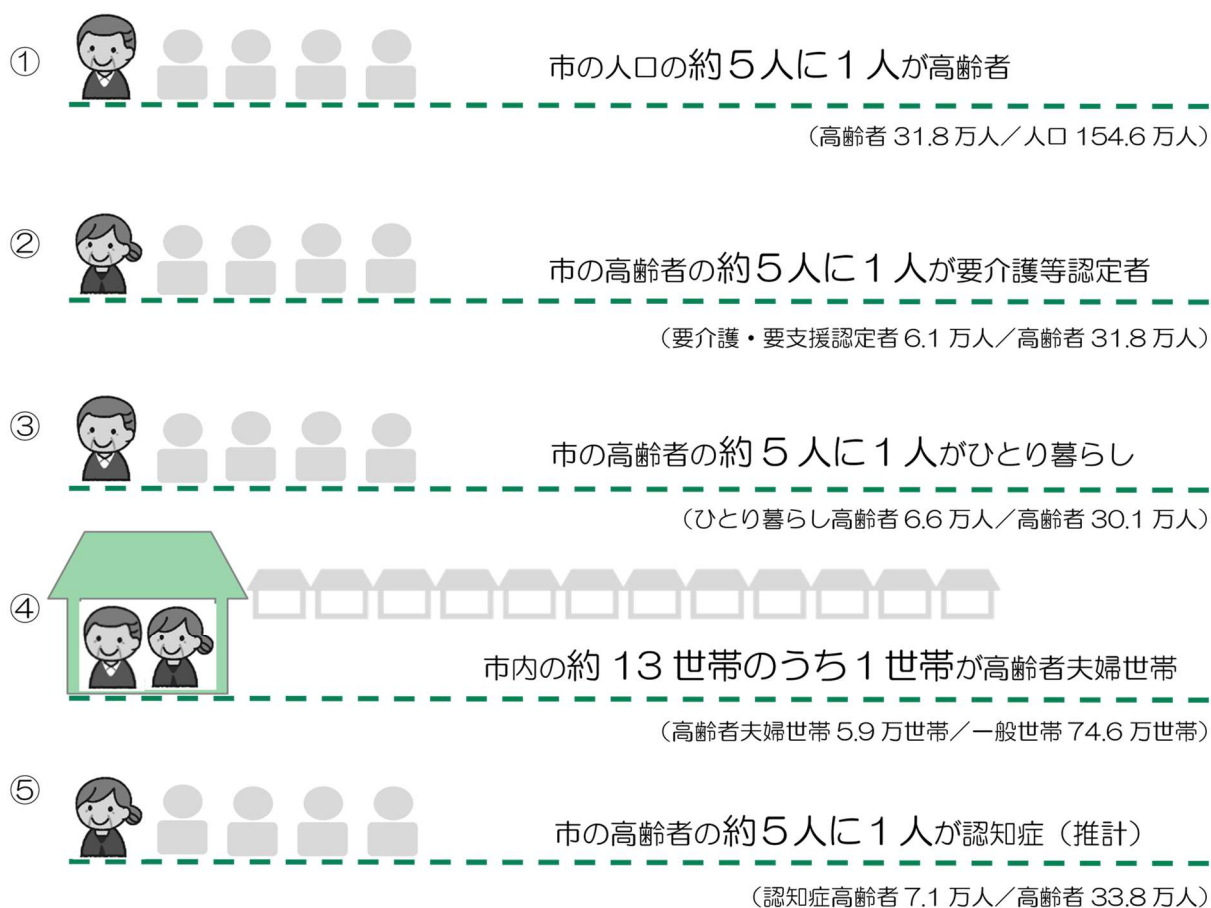 ① 市の人口の約5人に1人が高齢者
（高齢者 31.8 万人／人口 154.6 万人）
② 市の高齢者の約5人に1人が要介護等認定者
（要介護・要支援認定者 6.1 万人／高齢者 31.8 万人）
③ 市の高齢者の約5人に1人がひとり暮らし
（ひとり暮らし高齢者 6.6 万人／高齢者 30.1 万人）
④ 市内の約 13 世帯のうち1世帯が高齢者夫婦世帯
（高齢者夫婦世帯 5.9 万世帯／一般世帯 74.6 万世帯）
⑤ 市の高齢者の約5人に1人が認知症（推計）
（認知症高齢者 7.1 万人／高齢者 33.8 万人）